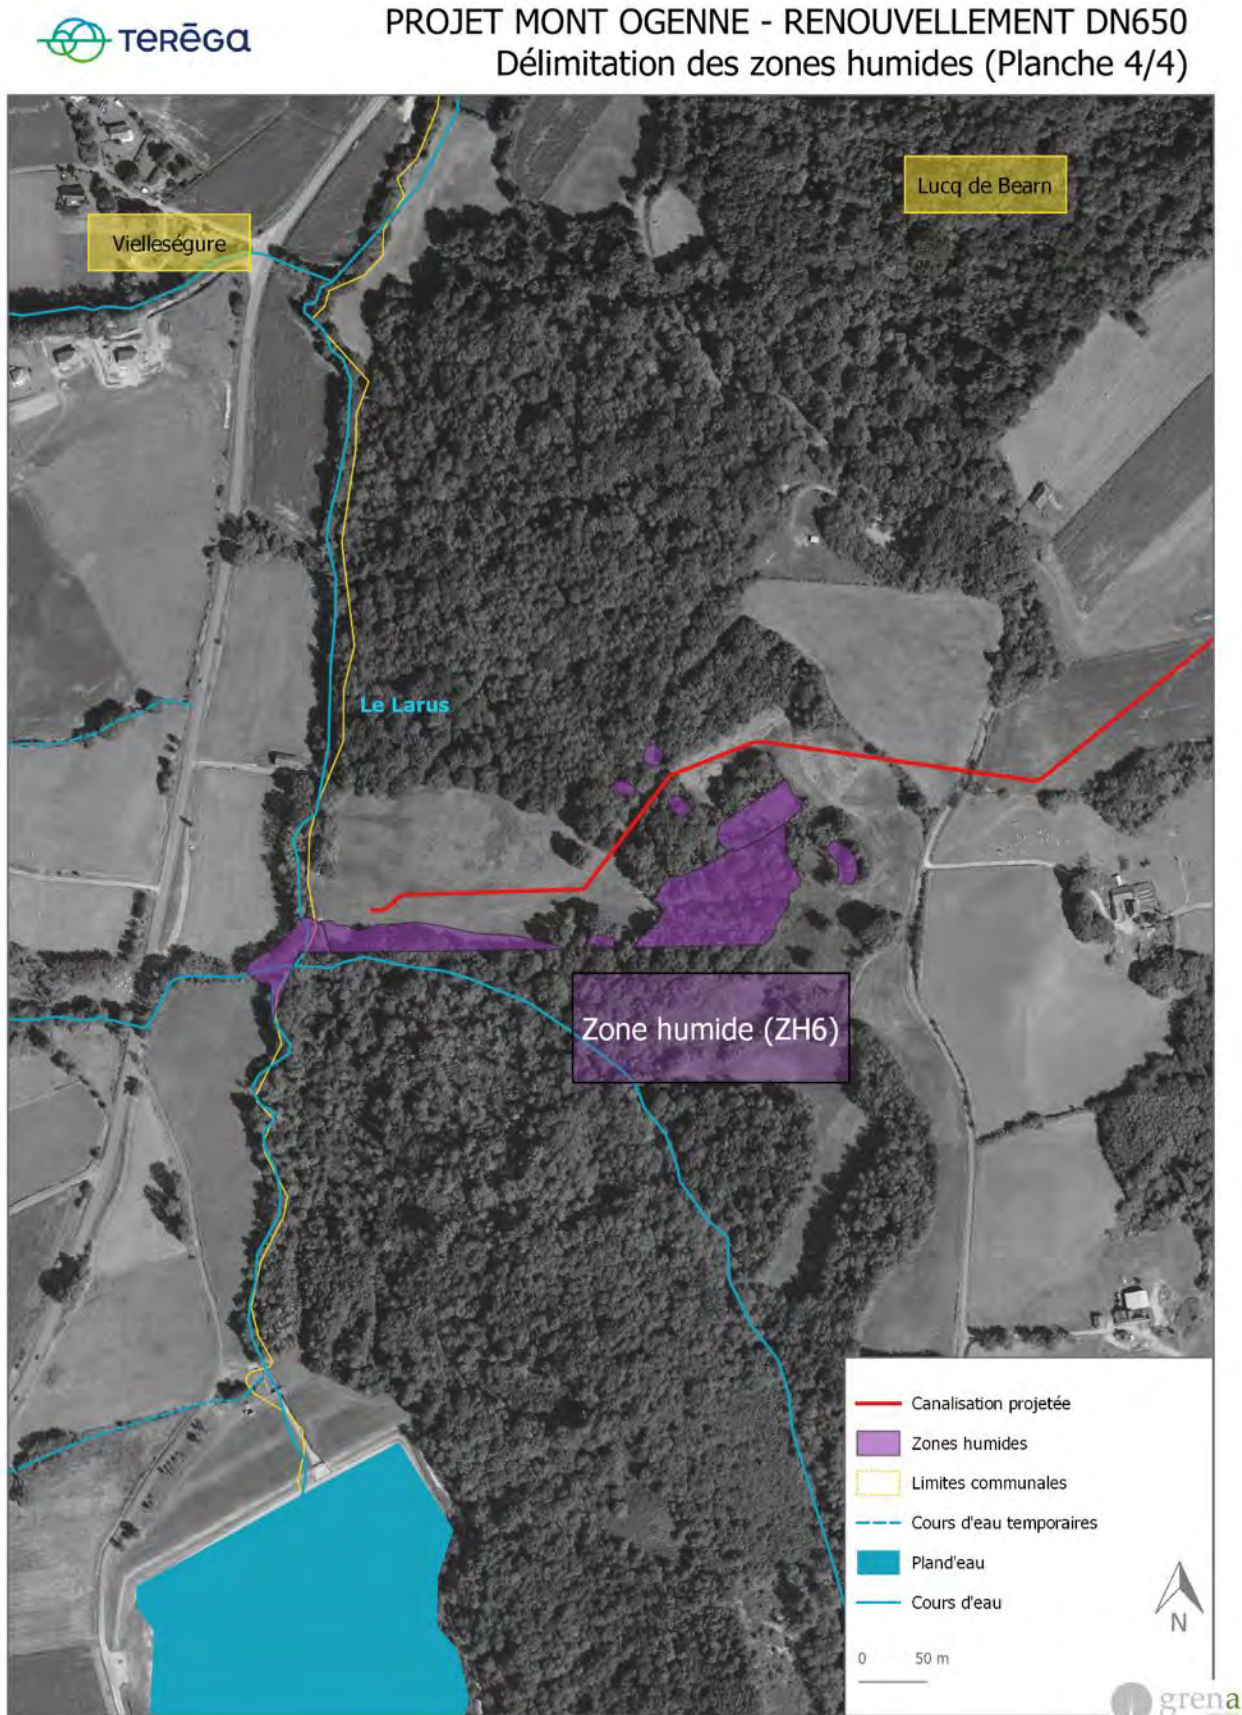 TERĒGA
PROJET MONT OGENNE - RENOUVELLEMENT DN650
Délimitation des zones humides (Planche 4/4)
Lucq de Bearn
Vielleségure
Le Larus
Zone humide (ZH6)
Canalisation projetée
Zones humides
Limites communales
Cours d'eau temporaires
Pland'eau
Cours d'eau
N
0 50 m
grena